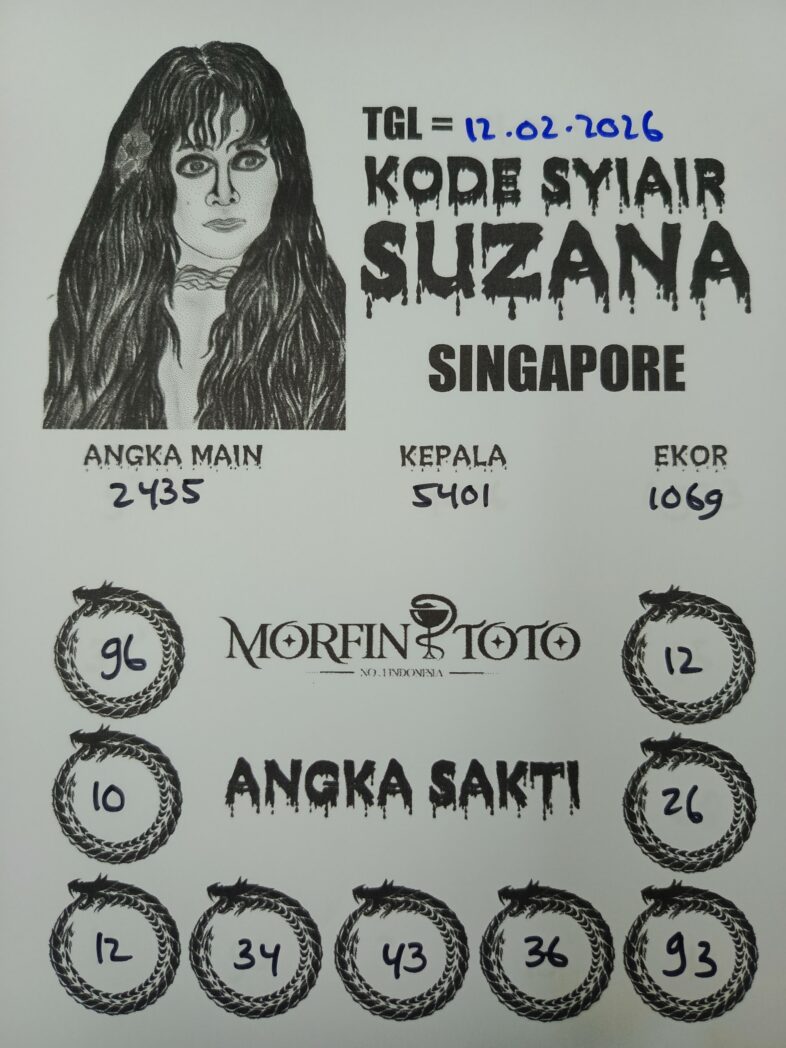 TGL = 12.02.2026
KODE SYIAIR
SUZANA
SINGAPORE
ANGKA MAIN KEPALA EKOR
2435 5401 1069
96 MORFIN TOTO 12
NO.1 INDONESIA
10 ANGKA SAKTI 26
12 34 43 36 93